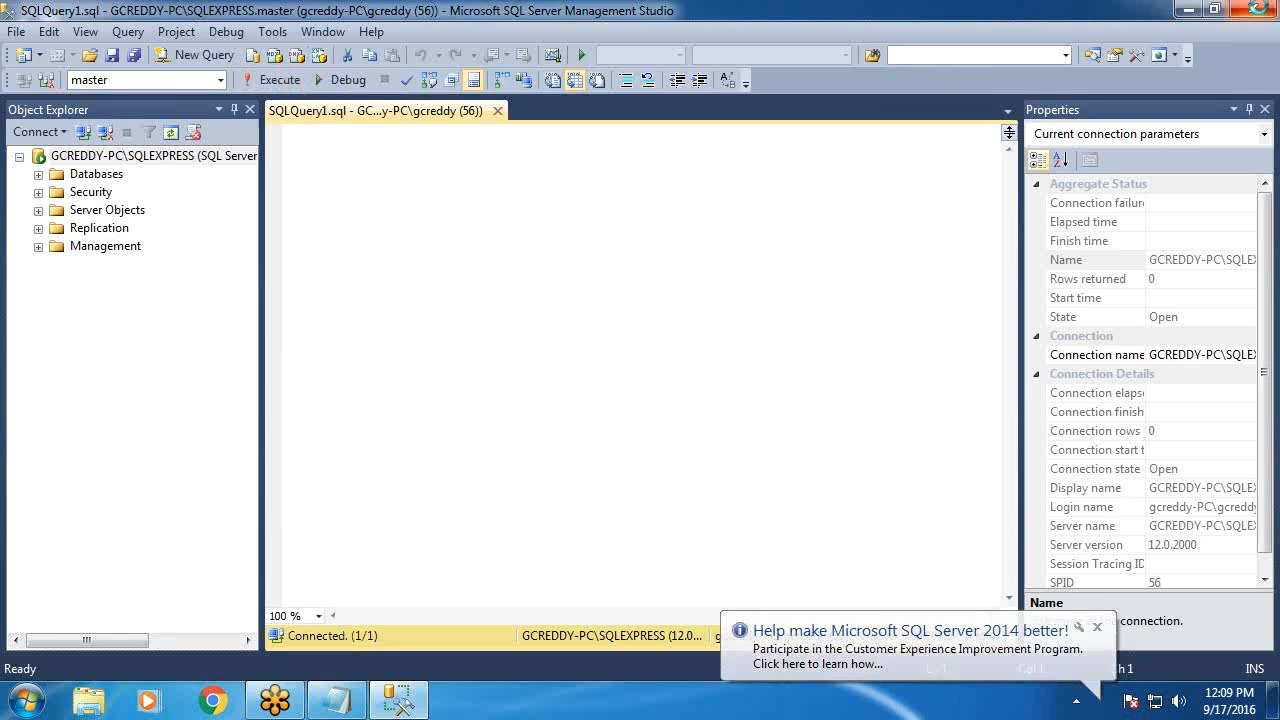 SQLQuery1.sql - GCREDDY-PC\SQLEXPRESS.master (gcreddy-PC\gcreddy (56)) - Microsoft SQL Server Management Studio
File Edit View Query Project Debug Tools Window Help
New Query
master Execute Debug
Object Explorer
Connect
GCREDDY-PC\SQLEXPRESS (SQL Server
Databases
Security
Server Objects
Replication
Management
SQLQuery1.sql - GC...y-PC\gcreddy (56))
100 %
Connected. (1/1) GCREDDY-PC\SQLEXPRESS (12.0...
Properties
Current connection parameters
Aggregate Status
Connection failure
Elapsed time
Finish time
Name GCREDDY-PC\SQLEX
Rows returned 0
Start time
State Open
Connection
Connection name GCREDDY-PC\SQLE
Connection Details
Connection elapse
Connection finish
Connection rows 0
Connection start t
Connection state Open
Display name GCREDDY-PC\SQLEX
Login name gcreddy-PC\gcreddy
Server name GCREDDY-PC\SQLEX
Server version 12.0.2000
Session Tracing ID
SPID 56
Name
connection.
Help make Microsoft SQL Server 2014 better!
Participate in the Customer Experience Improvement Program.
Click here to learn how...
Ready Ch 1 INS
12:09 PM
9/17/2016